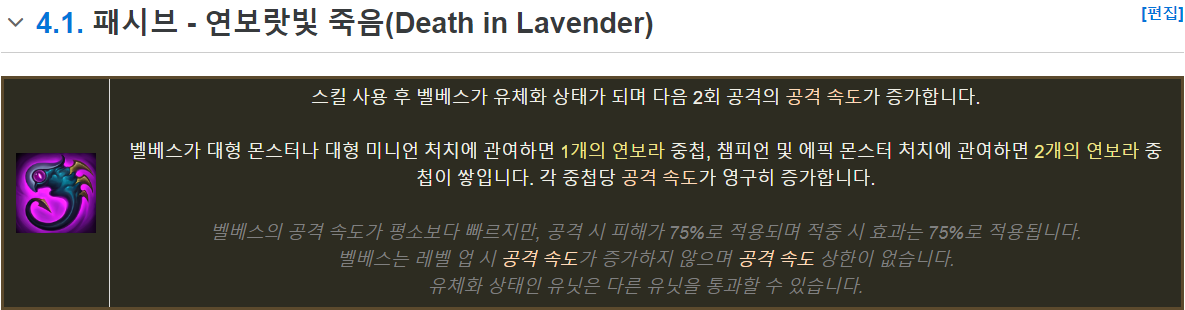 4.1. 패시브 - 연보랏빛 죽음(Death in Lavender)
[편집]
스킬 사용 후 벨베스가 유체화 상태가 되며 다음 2회 공격의 공격 속도가 증가합니다.
벨베스가 대형 몬스터나 대형 미니언 처치에 관여하면 1개의 연보라 중첩, 챔피언 및 에픽 몬스터 처치에 관여하면 2개의 연보라 중
첩이 쌓입니다. 각 중첩당 공격 속도가 영구히 증가합니다.
벨베스의 공격 속도가 평소보다 빠르지만, 공격 시 피해가 75%로 적용되며 적중 시 효과는 75%로 적용됩니다.
벨베스는 레벨 업 시 공격 속도가 증가하지 않으며 공격 속도 상한이 없습니다.
유체화 상태인 유닛은 다른 유닛을 통과할 수 있습니다.